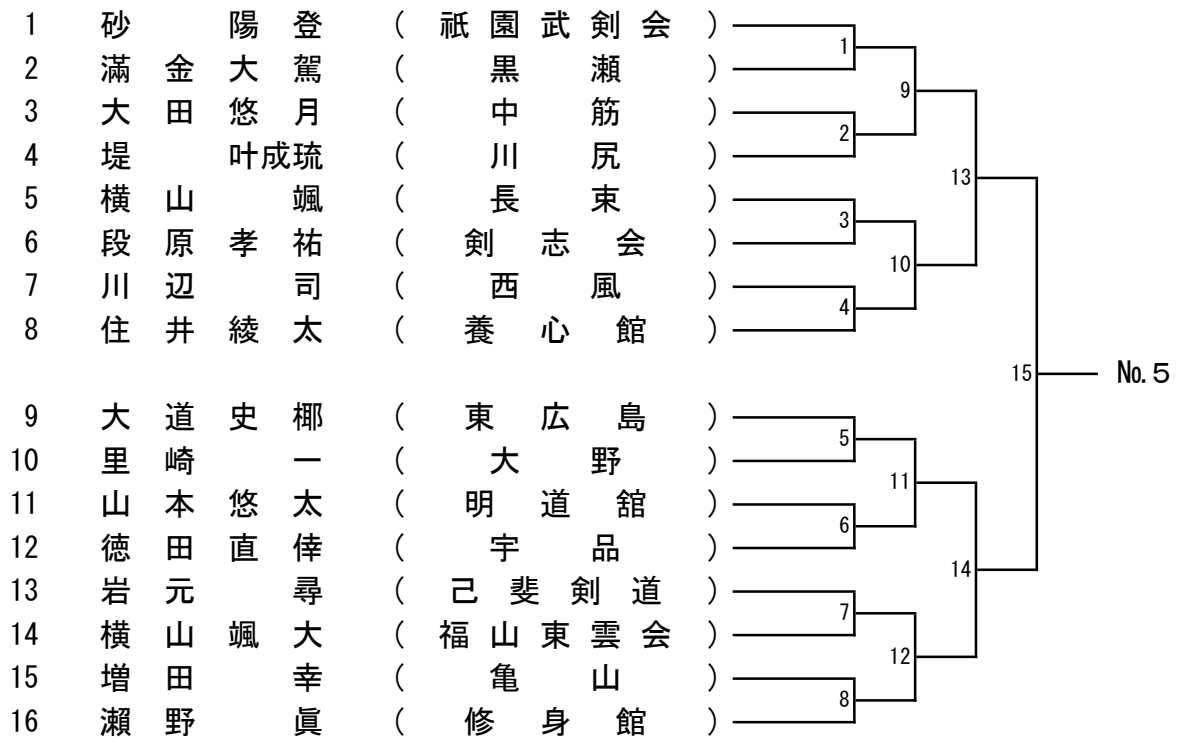 1 砂 陽登 (祇園武剣会) 1
2 滿金大駕 (黒瀬) 9
3 大田悠月 (中筋) 2
4 堤 叶成琉 (川尻) 13
5 横山 颯 (長束) 3
6 段原孝祐 (剣志会) 10
7 川辺 司 (西風) 4
8 住井綾太 (養心館)
15 №5
9 大道史椰 (東広島) 5
10 里崎 一 (大野) 11
11 山本悠太 (明道舘) 6
12 徳田直倖 (宇品) 14
13 岩元 尋 (己斐剣道) 7
14 横山颯大 (福山東雲会) 12
15 増田 幸 (亀山) 8
16 瀬野 眞 (修身館)